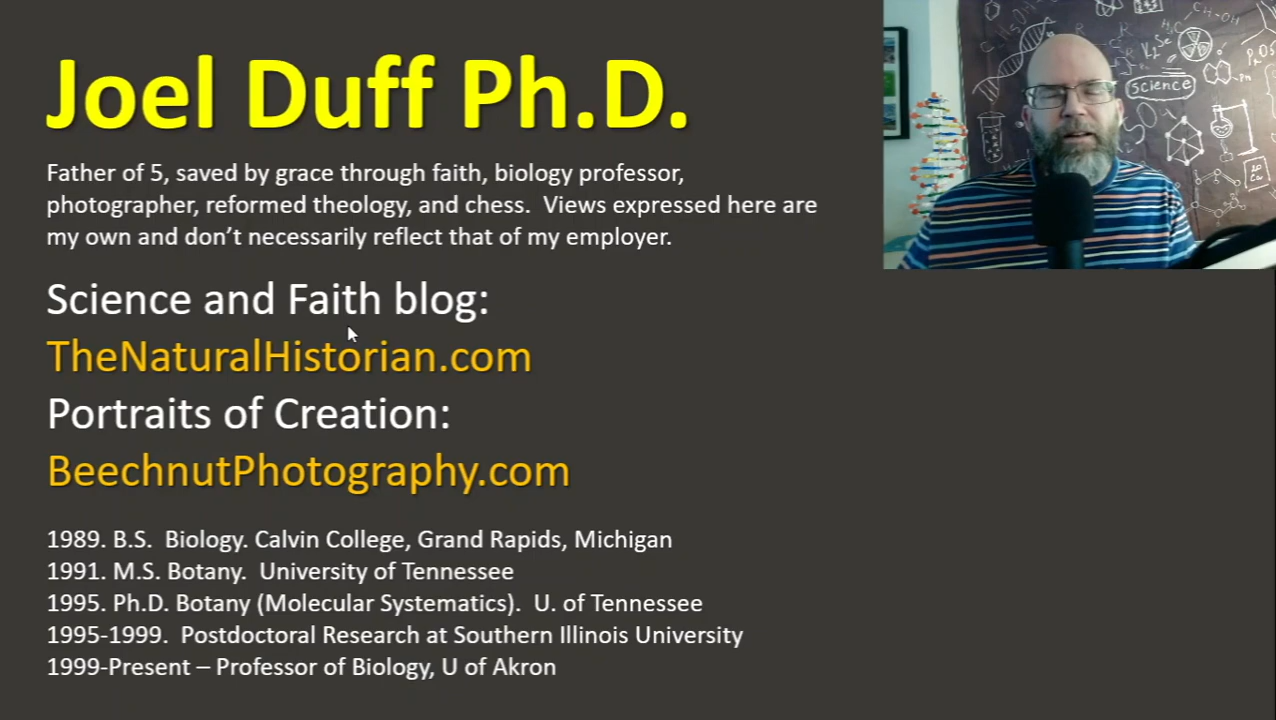 Joel Duff Ph.D.
Father of 5, saved by grace through faith, biology professor,
photographer, reformed theology, and chess.  Views expressed here are
my own and don’t necessarily reflect that of my employer.
Science and Faith blog:
TheNaturalHistorian.com
Portraits of Creation:
BeechnutPhotography.com
1989. B.S.  Biology. Calvin College, Grand Rapids, Michigan
1991. M.S. Botany.  University of Tennessee
1995. Ph.D. Botany (Molecular Systematics).  U. of Tennessee
1995-1999.  Postdoctoral Research at Southern Illinois University
1999-Present – Professor of Biology, U of Akron
science